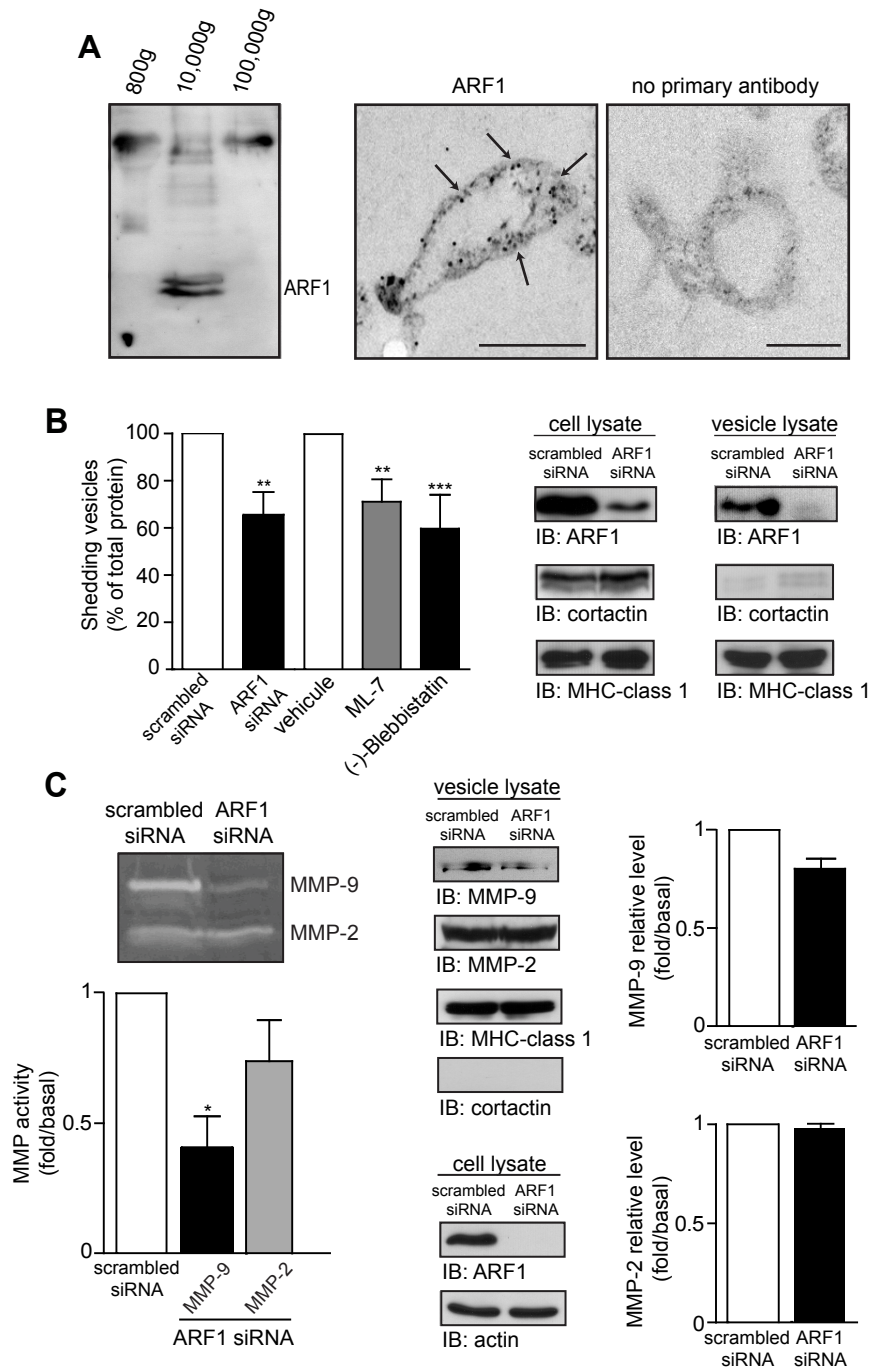 A
800g
10,000g
100,000g
ARF1
ARF1
no primary antibody
B
Shedding vesicles
(% of total protein)
100
80
60
40
20
0
**
**
***
scrambled
siRNA
ARF1
siRNA
vehicule
ML-7
(-)-Blebbistatin
cell lysate
scrambled
siRNA
ARF1
siRNA
IB: ARF1
IB: cortactin
IB: MHC-class 1
vesicle lysate
scrambled
siRNA
ARF1
siRNA
IB: ARF1
IB: cortactin
IB: MHC-class 1
C
scrambled
siRNA
ARF1
siRNA
MMP-9
MMP-2
MMP activity
(fold/basal)
1
0.5
0
*
scrambled
siRNA
MMP-9
MMP-2
ARF1 siRNA
vesicle lysate
scrambled
siRNA
ARF1
siRNA
IB: MMP-9
IB: MMP-2
IB: MHC-class 1
IB: cortactin
cell lysate
scrambled
siRNA
ARF1
siRNA
IB: ARF1
IB: actin
MMP-9 relative level
(fold/basal)
1
0.5
0
scrambled
siRNA
ARF1
siRNA
MMP-2 relative level
(fold/basal)
1
0.5
0
scrambled
siRNA
ARF1
siRNA